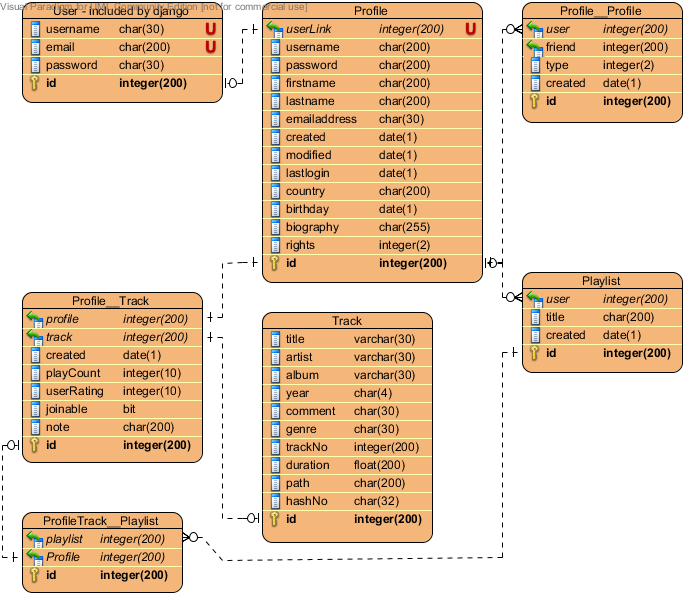 Visual Paradigm for UML Community Edition [not for commercial use]
User - included by django
username char(30) U
email char(200) U
password char(30)
id integer(200)
Profile
userLink integer(200) U
username char(200)
password char(200)
firstname char(200)
lastname char(200)
emailaddress char(30)
created date(1)
modified date(1)
lastlogin date(1)
country char(200)
birthday date(1)
biography char(255)
rights integer(2)
id integer(200)
Profile__Profile
user integer(200)
friend integer(200)
type integer(2)
created date(1)
id integer(200)
Playlist
user integer(200)
title char(200)
created date(1)
id integer(200)
Profile__Track
profile integer(200)
track integer(200)
created date(1)
playCount integer(10)
userRating integer(10)
joinable bit
note char(200)
id integer(200)
Track
title varchar(30)
artist varchar(30)
album varchar(30)
year char(4)
comment char(30)
genre char(30)
trackNo integer(200)
duration float(200)
path char(200)
hashNo char(32)
id integer(200)
ProfileTrack__Playlist
playlist integer(200)
Profile integer(200)
id integer(200)